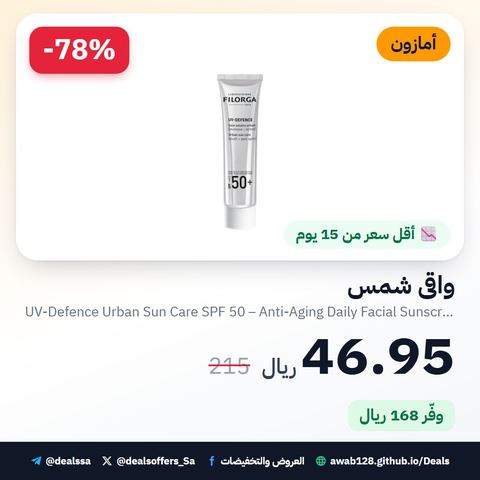 -78%
أمازون
FILORGA
UV-DEFENCE
50+
أقل سعر من 15 يوم
واقي شمس
UV-Defence Urban Sun Care SPF 50 – Anti-Aging Daily Facial Sunscr...
46.95 ريال 215
وفّر 168 ريال
@dealssa @dealsoffers_Sa العروض والتخفيضات awab128.github.io/Deals